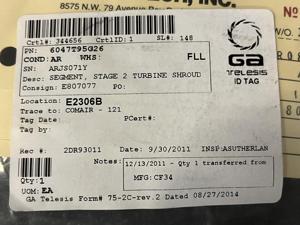 8575 N.W. 79 Avenue
Ctrl#: 344656 CtrlID: 1 SL#: 148
PN: 6047T95G26
COND: AR WHS: FLL
SN: ARJS071Y
Desc: SEGMENT, STAGE 2 TURBINE SHROUD
Consign: E807077 PO:
GA TELESIS
ID TAG
Location: E2306B
Trace to: COMAIR - 121
Tag Date: PCert#:
Tag by:
Rec #: 2DR93011 9/30/2011 INSP:ASUTHERLAN
Notes:
12/13/2011 - Qty 1 transferred from
MFG:CF34
Qty: 1
UOM: EA
GA Telesis Form# 75-2C-rev.2 Dated 08/27/2014